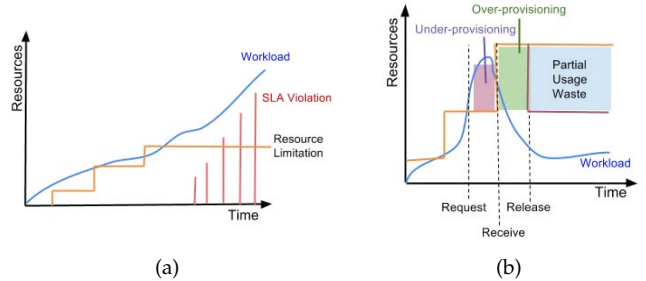 Resources
Workload
SLA Violation
Resource
Limitation
Time
(a)
Over-provisioning
Under-provisioning
Resources
Partial
Usage
Waste
Workload
Time
Request
Release
Receive
(b)